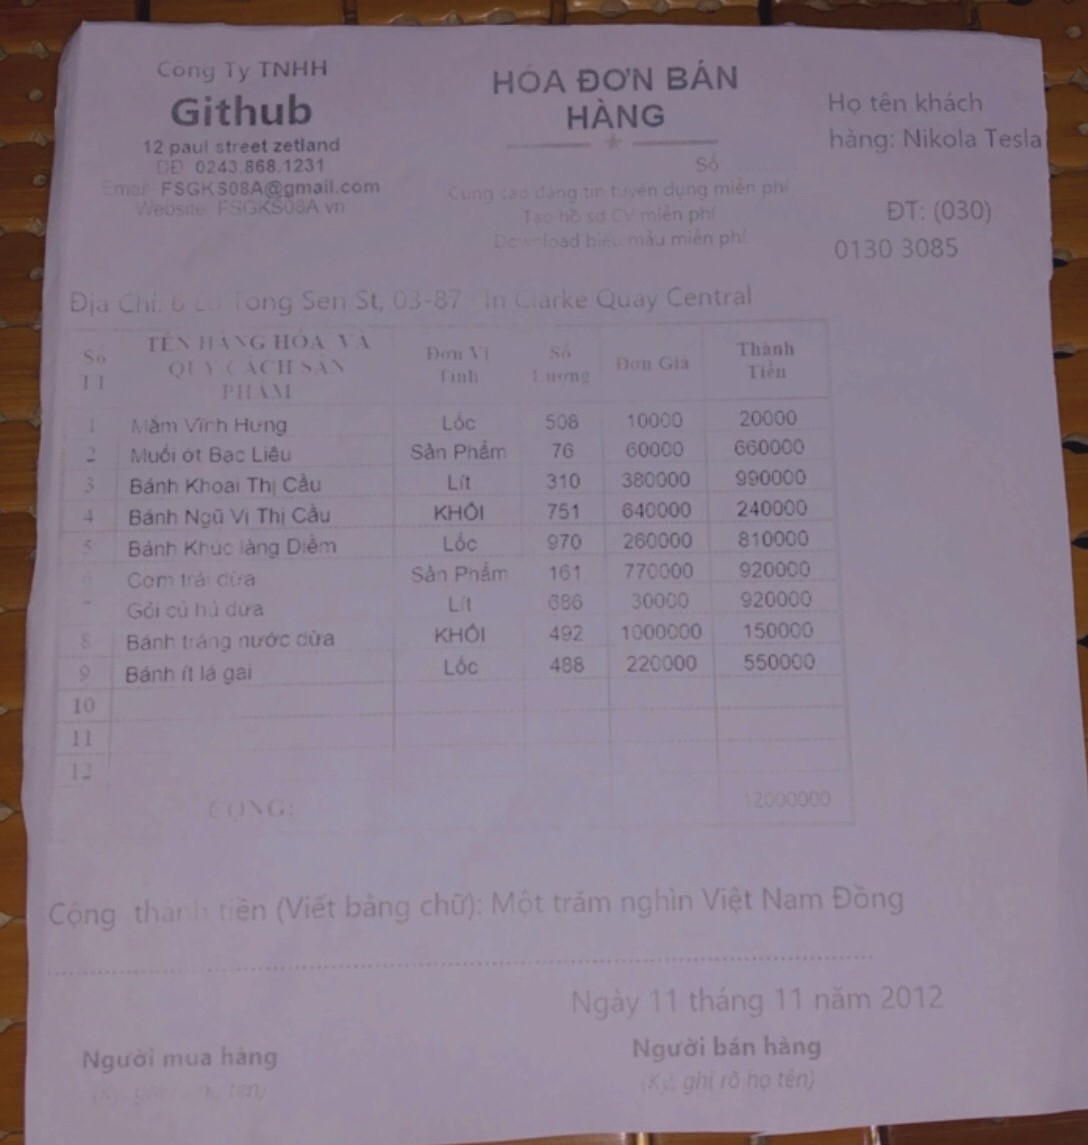 Công Ty TNHH
Github
12 paul street zetland
DĐ 0243.868.1231
Email FSGKS08A@gmail.com
Website FSGKS08A.vn
HÓA ĐƠN BÁN
HÀNG
Số
Cung cấp đăng tin tuyển dụng miễn phí
Tạo hồ sơ CV miễn phí
Download biểu mẫu miễn phí
Họ tên khách
hàng: Nikola Tesla
ĐT: (030)
0130 3085
Địa Chỉ: 6 Eu Tong Sen St, 03-87 In Clarke Quay Central
Số TT TÊN HÀNG HÓA VÀ QUY CÁCH SẢN PHẨM Đơn Vị Tính Số Lượng Đơn Giá Thành Tiền
1 Mắm Vĩnh Hưng Lốc 508 10000 20000
2 Muối ớt Bạc Liêu Sản Phẩm 76 60000 660000
3 Bánh Khoai Thị Cầu Lít 310 380000 990000
4 Bánh Ngũ Vị Thị Cầu KHỐI 751 640000 240000
5 Bánh Khúc làng Diềm Lốc 970 260000 810000
6 Cơm trái dừa Sản Phẩm 161 770000 920000
7 Gỏi củ hủ dừa Lít 686 30000 920000
8 Bánh tráng nước dừa KHỐI 492 1000000 150000
9 Bánh ít lá gai Lốc 488 220000 550000
10
11
12
CỘNG: 12000000
Cộng thành tiền (Viết bằng chữ): Một trăm nghìn Việt Nam Đồng
Ngày 11 tháng 11 năm 2012
Người mua hàng
Người bán hàng
(Ký, ghi rõ họ tên)